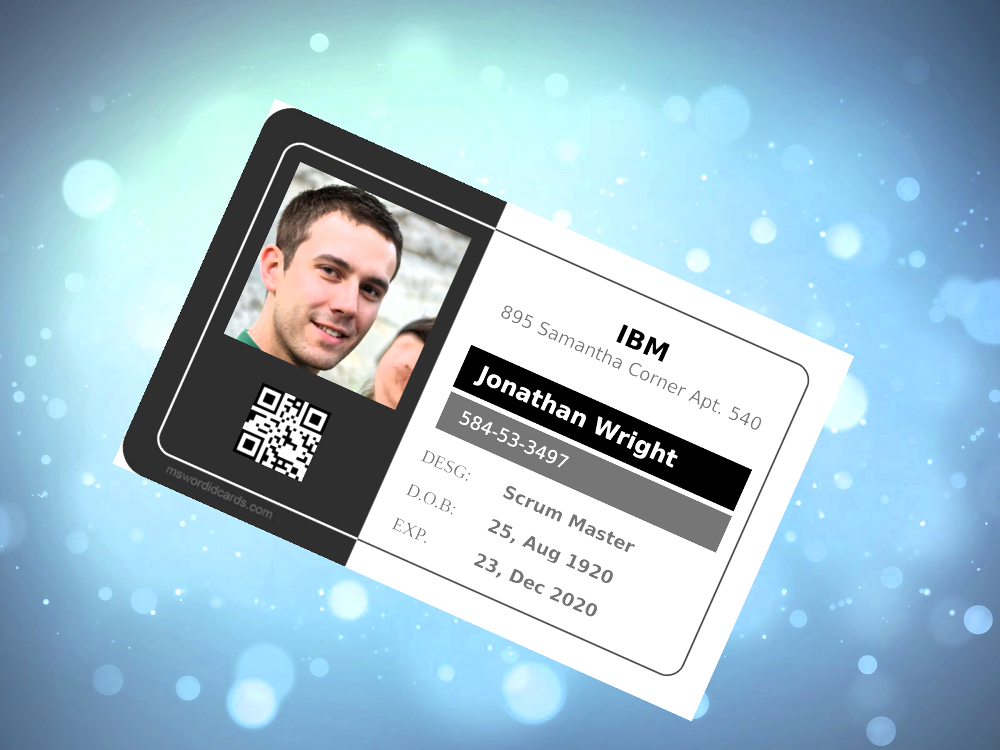 IBM
895 Samantha Corner Apt. 540
Jonathan Wright
584-53-3497
DESG: Scrum Master
D.O.B: 25, Aug 1920
EXP. 23, Dec 2020
mswordidcards.com